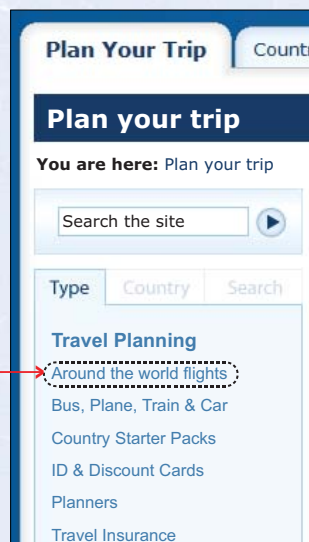 Plan Your Trip Count
Plan your trip
You are here: Plan your trip
Search the site
Type Country Search
Travel Planning
Around the world flights
Bus, Plane, Train & Car
Country Starter Packs
ID & Discount Cards
Planners
Travel Insurance